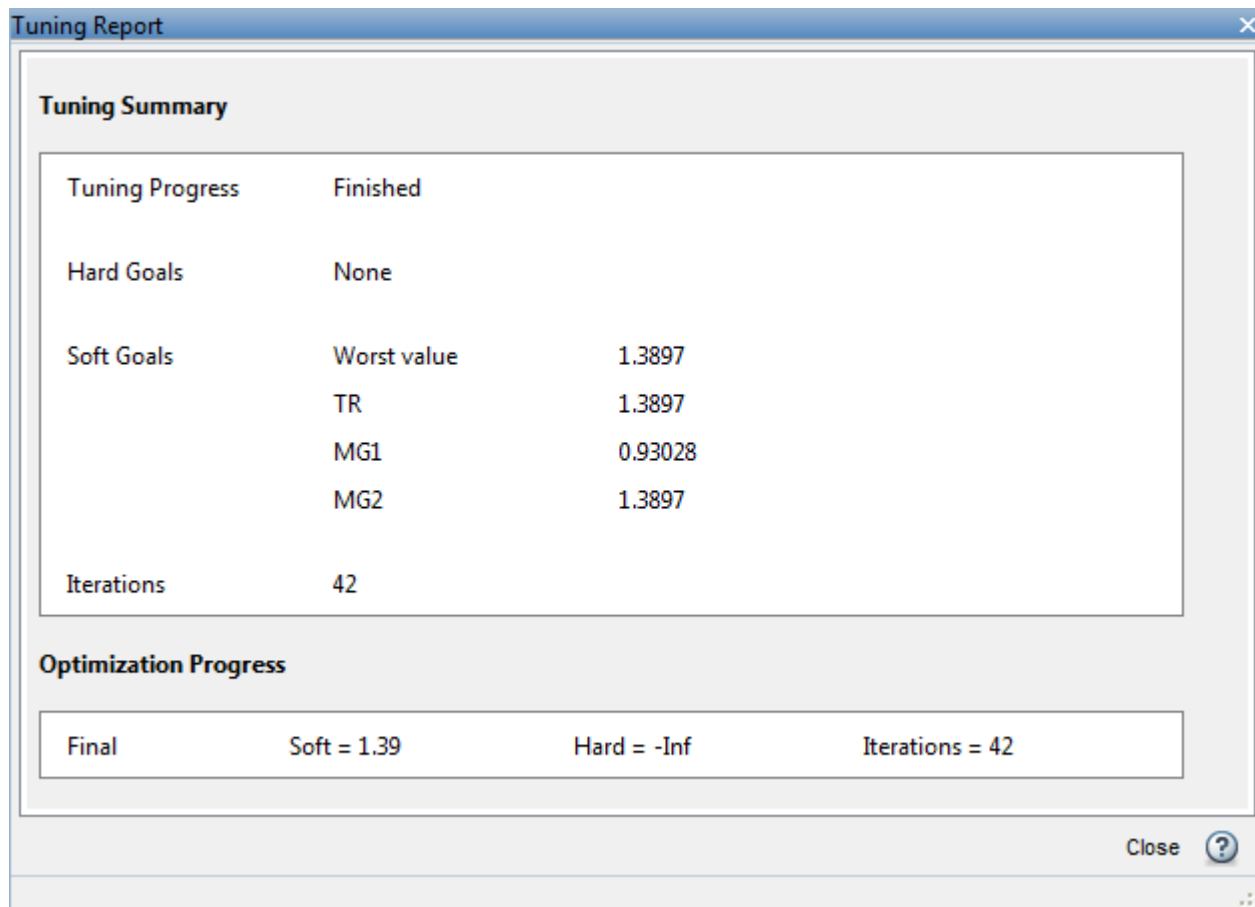 Tuning Report
Tuning Summary
Tuning Progress Finished
Hard Goals None
Soft Goals Worst value 1.3897
TR 1.3897
MG1 0.93028
MG2 1.3897
Iterations 42
Optimization Progress
Final Soft = 1.39 Hard = -Inf Iterations = 42
Close